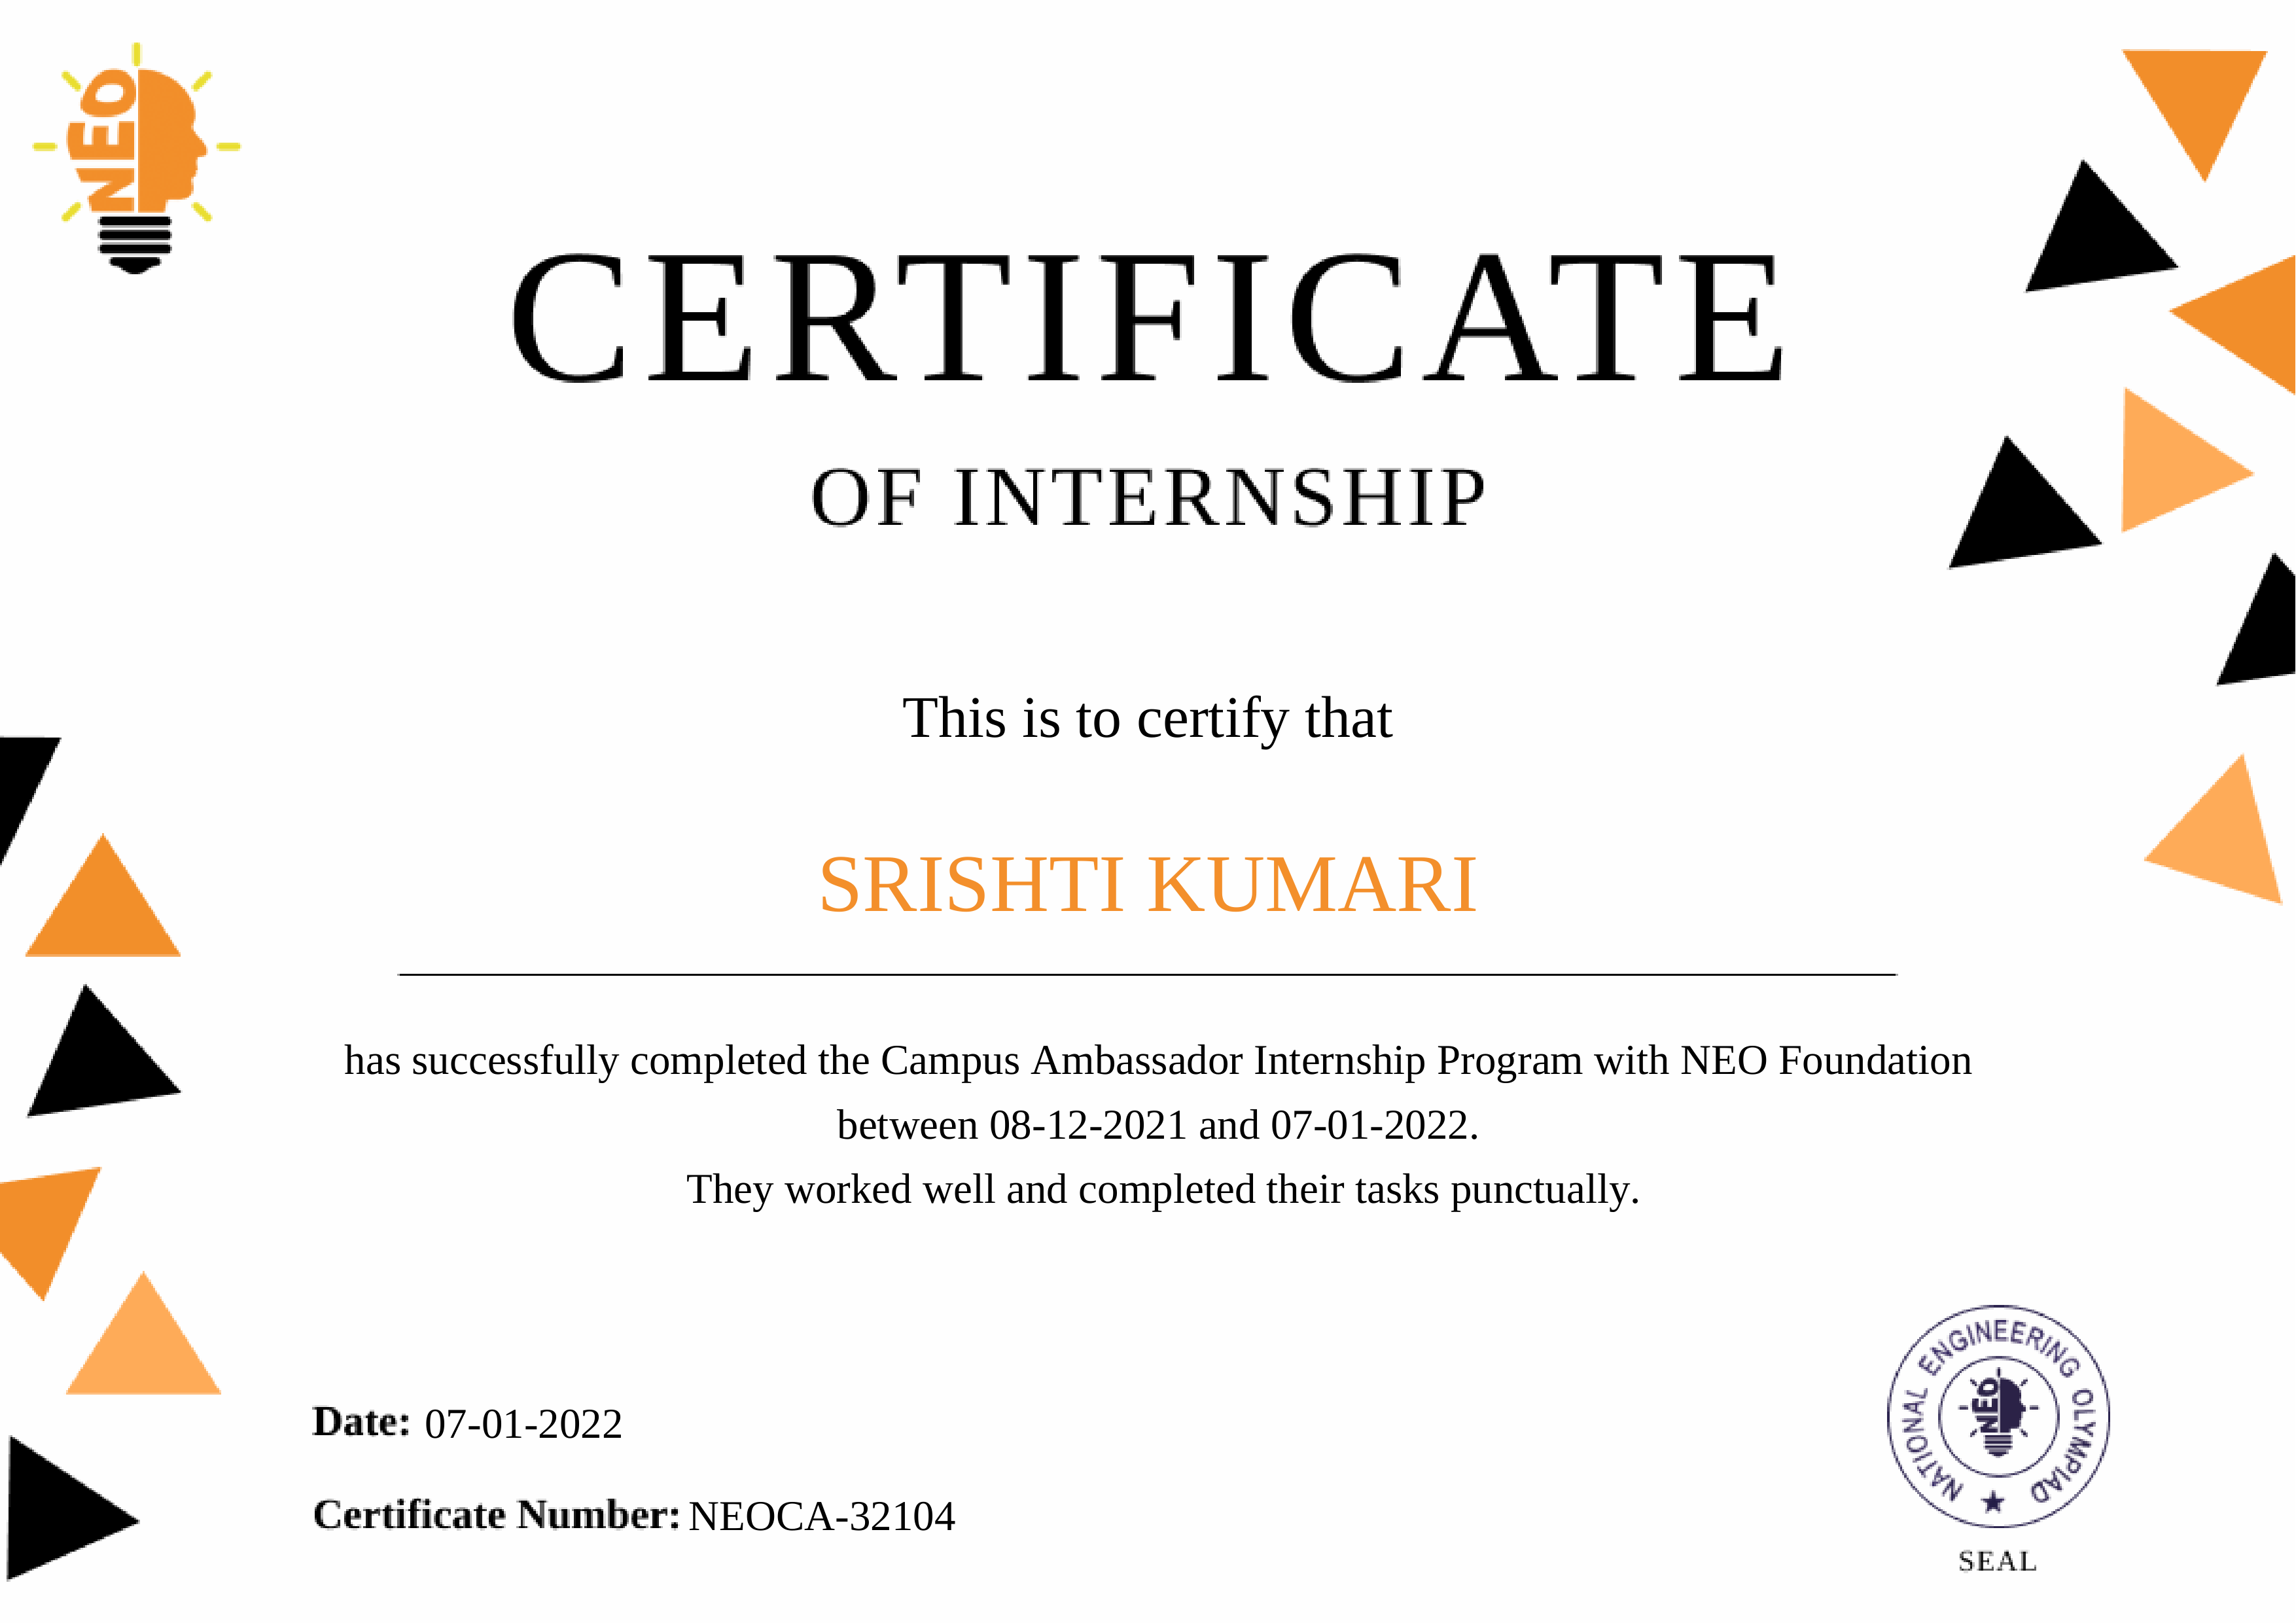 NEO
CERTIFICATE
OF INTERNSHIP
This is to certify that
SRISHTI KUMARI
has successfully completed the Campus Ambassador Internship Program with NEO Foundation
between 08-12-2021 and 07-01-2022.
They worked well and completed their tasks punctually.
Date: 07-01-2022
Certificate Number: NEOCA-32104
NATIONAL ENGINEERING OLYMPIAD
NEO
SEAL